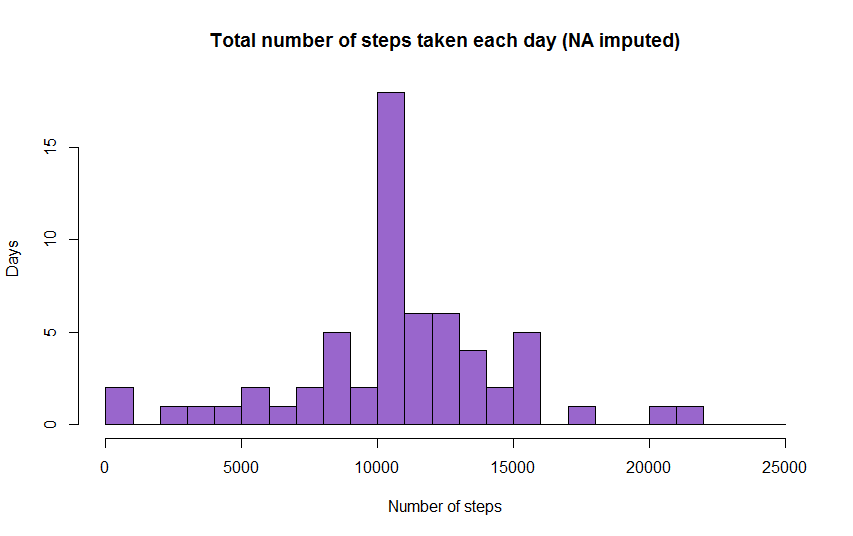 Total number of steps taken each day (NA imputed)
15
10
5
0
Days
0 5000 10000 15000 20000 25000
Number of steps